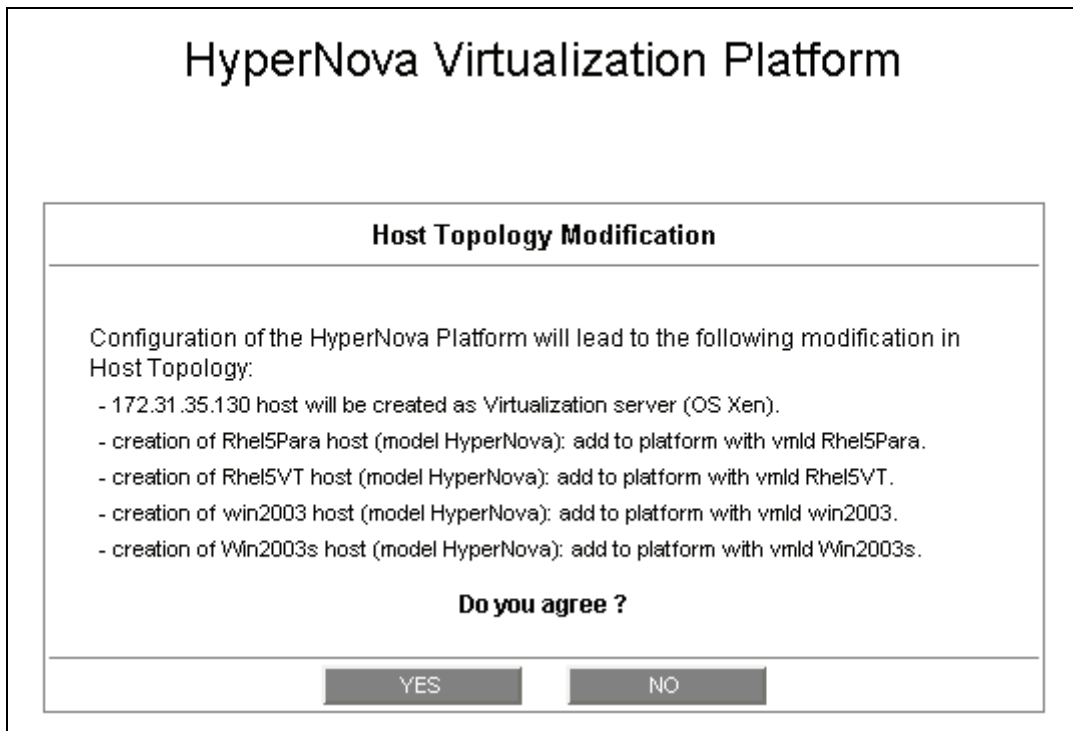 HyperNova Virtualization Platform
Host Topology Modification
Configuration of the HyperNova Platform will lead to the following modification in
Host Topology:
- 172.31.35.130 host will be created as Virtualization server (OS Xen).
- creation of Rhel5Para host (model HyperNova): add to platform with vmId Rhel5Para.
- creation of Rhel5VT host (model HyperNova): add to platform with vmId Rhel5VT.
- creation of win2003 host (model HyperNova): add to platform with vmId win2003.
- creation of Win2003s host (model HyperNova): add to platform with vmId Win2003s.
Do you agree ?
YES NO